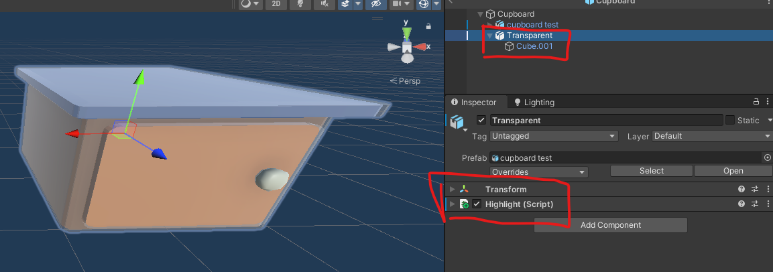 2D
Cupboard
Cupboard
cupboard test
Transparent
Cube.001
y
x
Persp
Inspector
Lighting
Transparent
Static
Tag
Untagged
Layer
Default
Prefab
cupboard test
Overrides
Select
Open
Transform
Highlight (Script)
Add Component